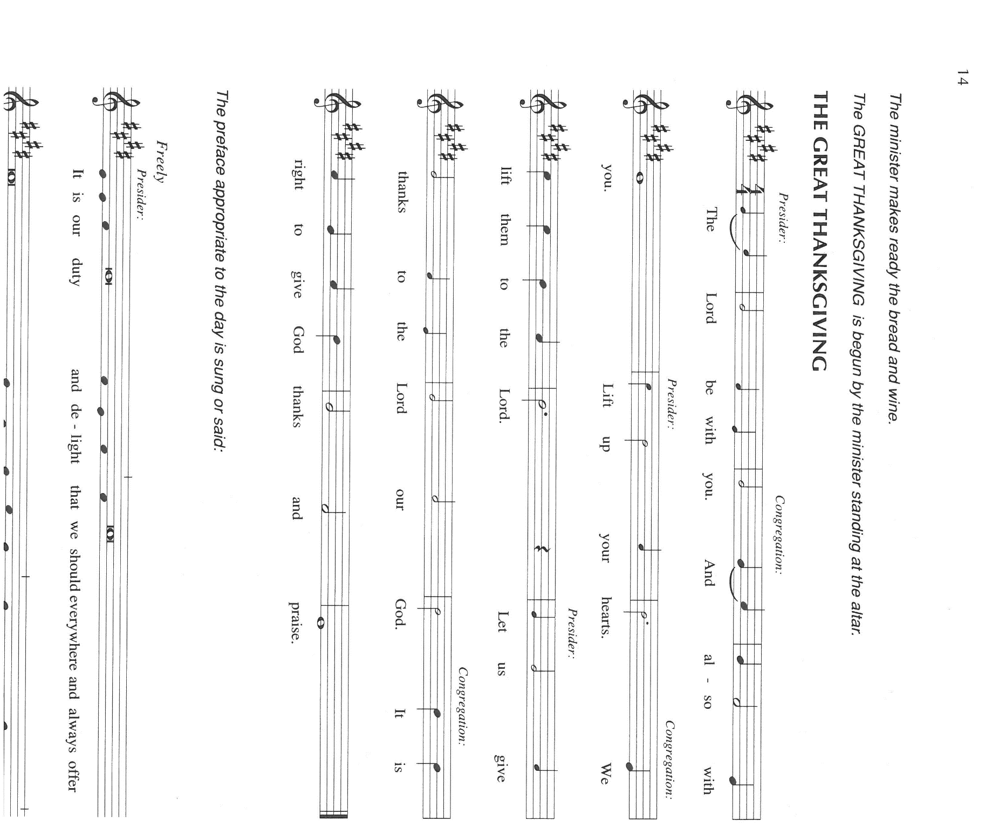 14
The minister makes ready the bread and wine.
The GREAT THANKSGIVING is begun by the minister standing at the altar.
THE GREAT THANKSGIVING
Presider: Congregation:
The Lord be with you. And al - so with
Presider: Congregation:
you. Lift up your hearts. We
Presider:
lift them to the Lord. Let us give
Congregation:
thanks to the Lord our God. It is
right to give God thanks and praise.
The preface appropriate to the day is sung or said:
Freely
Presider:
It is our duty and de - light that we should everywhere and always offer